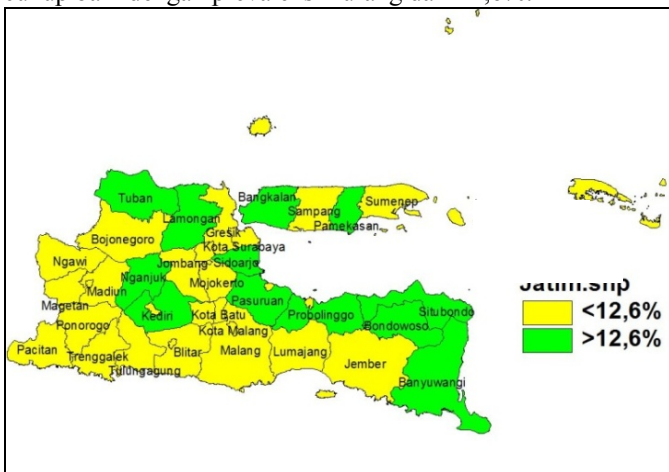 Tuban
Bangkalan
Sampang
Sumenep
Pamekasan
Lamongan
Gresik
Kota Surabaya
Bojonegoro
Sidoarjo
Ngawi
Nganjuk
Jombang
Mojokerto
Madiun
Magetan
Kediri
Pasuruan
Probolinggo
Situbondo
Bondowoso
Kota Batu
Kota Malang
Ponorogo
Pacitan
Trenggalek
Tulungagung
Blitar
Malang
Lumajang
Jember
Banyuwangi
Jatim.shp
<12,6%
>12,6%